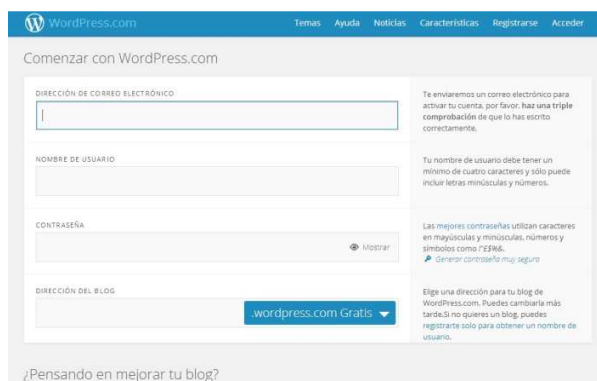 WordPress.com Temas Ayuda Noticias Características Registrarse Acceder
Comenzar con WordPress.com
DIRECCIÓN DE CORREO ELECTRÓNICO
Te enviaremos un correo electrónico para
activar tu cuenta, por favor, haz una triple
comprobación de que lo has escrito
correctamente.
NOMBRE DE USUARIO
Tu nombre de usuario debe tener un
mínimo de cuatro caracteres y sólo puede
incluir letras minúsculas y números.
CONTRASEÑA
Mostrar
Las mejores contraseñas utilizan caracteres
en mayúsculas y minúsculas, números y
símbolos como !"£$%&.
Generar contraseña muy segura
DIRECCIÓN DEL BLOG
.wordpress.com Gratis
Elige una dirección para tu blog de
WordPress.com. Puedes cambiarla más
tarde.Si no quieres un blog, puedes
registrarte solo para obtener un nombre de
usuario.
¿Pensando en mejorar tu blog?